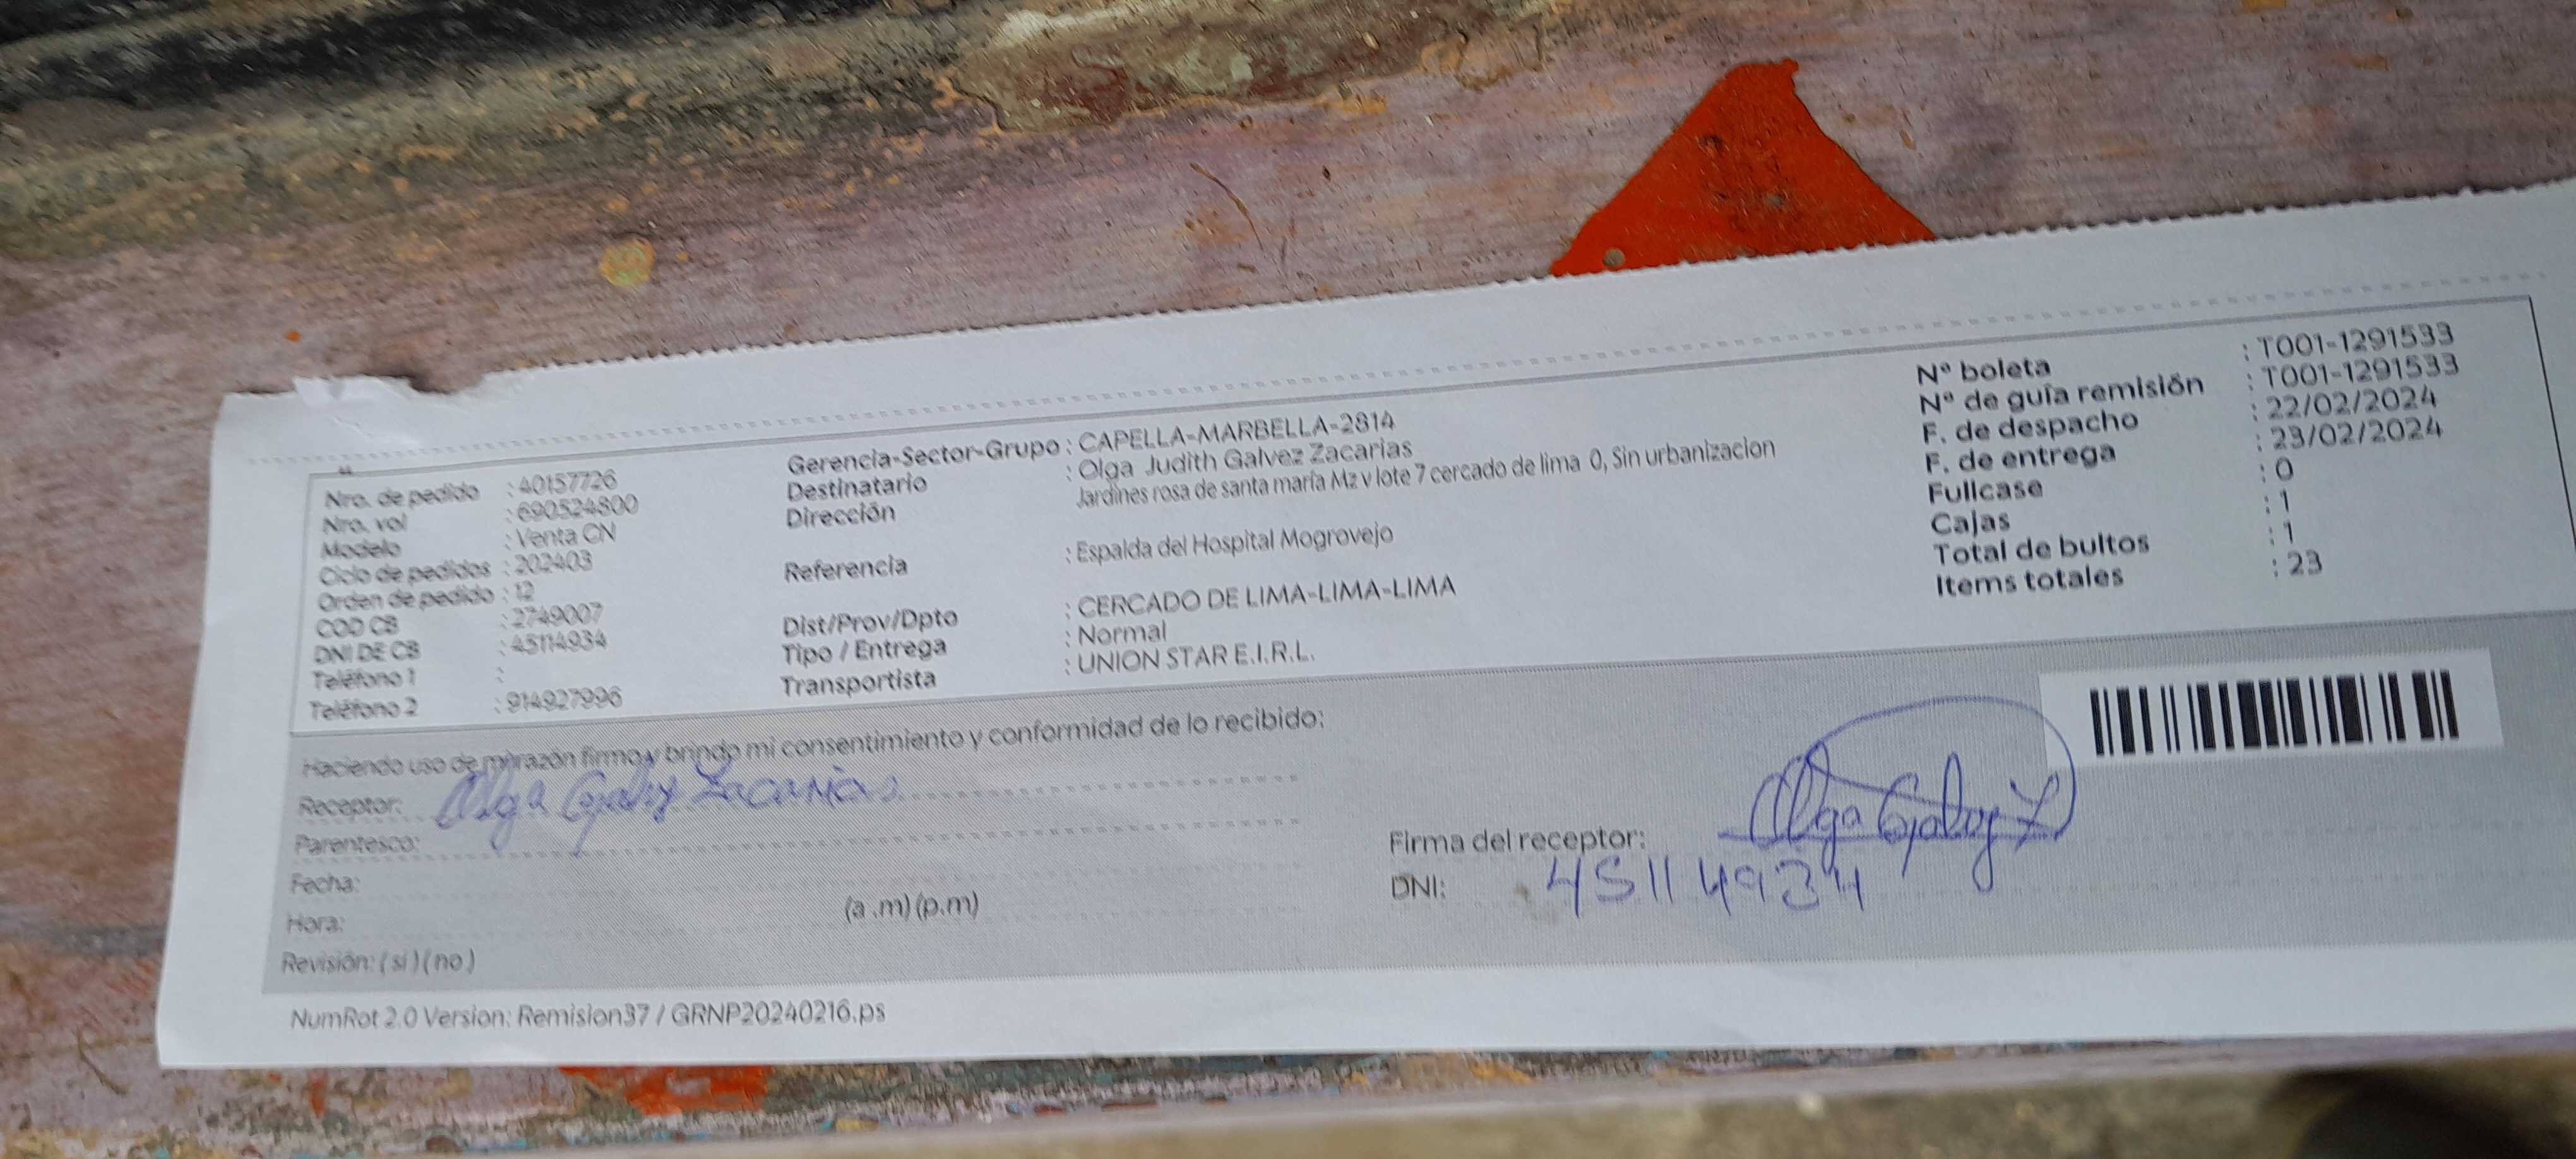 Nro. de pedido : 40157726
Nro. vol : 690524800
Modelo : Venta CN
Ciclo de pedidos : 202403
Orden de pedido : 12
COD CB : 2749007
DNI DE CB : 45114934
Teléfono 1 :
Teléfono 2 : 914927996
Gerencia-Sector-Grupo : CAPELLA-MARBELLA-2814
Destinatario : Olga Judith Galvez Zacarias
Dirección Jardines rosa de santa maría Mz v lote 7 cercado de lima 0, Sin urbanizacion
Referencia : Espalda del Hospital Mogrovejo
Dist/Prov/Dpto : CERCADO DE LIMA-LIMA-LIMA
Tipo / Entrega : Normal
Transportista : UNION STAR E.I.R.L.
Nº boleta : T001-1291533
Nº de guía remisión : T001-1291533
F. de despacho : 22/02/2024
F. de entrega : 23/02/2024
Fullcase : 0
Cajas : 1
Total de bultos : 1
Items totales : 23
Haciendo uso de mi razón firmo y brindo mi consentimiento y conformidad de lo recibido:
Receptor: Olga Galvez Zacarias
Parentesco:
Fecha:
Hora: (a .m) (p.m)
Revisión: ( si ) ( no )
Firma del receptor: Olga Galvez Z
DNI: 45114934
NumRot 2.0 Version: Remision37 / GRNP20240216.ps